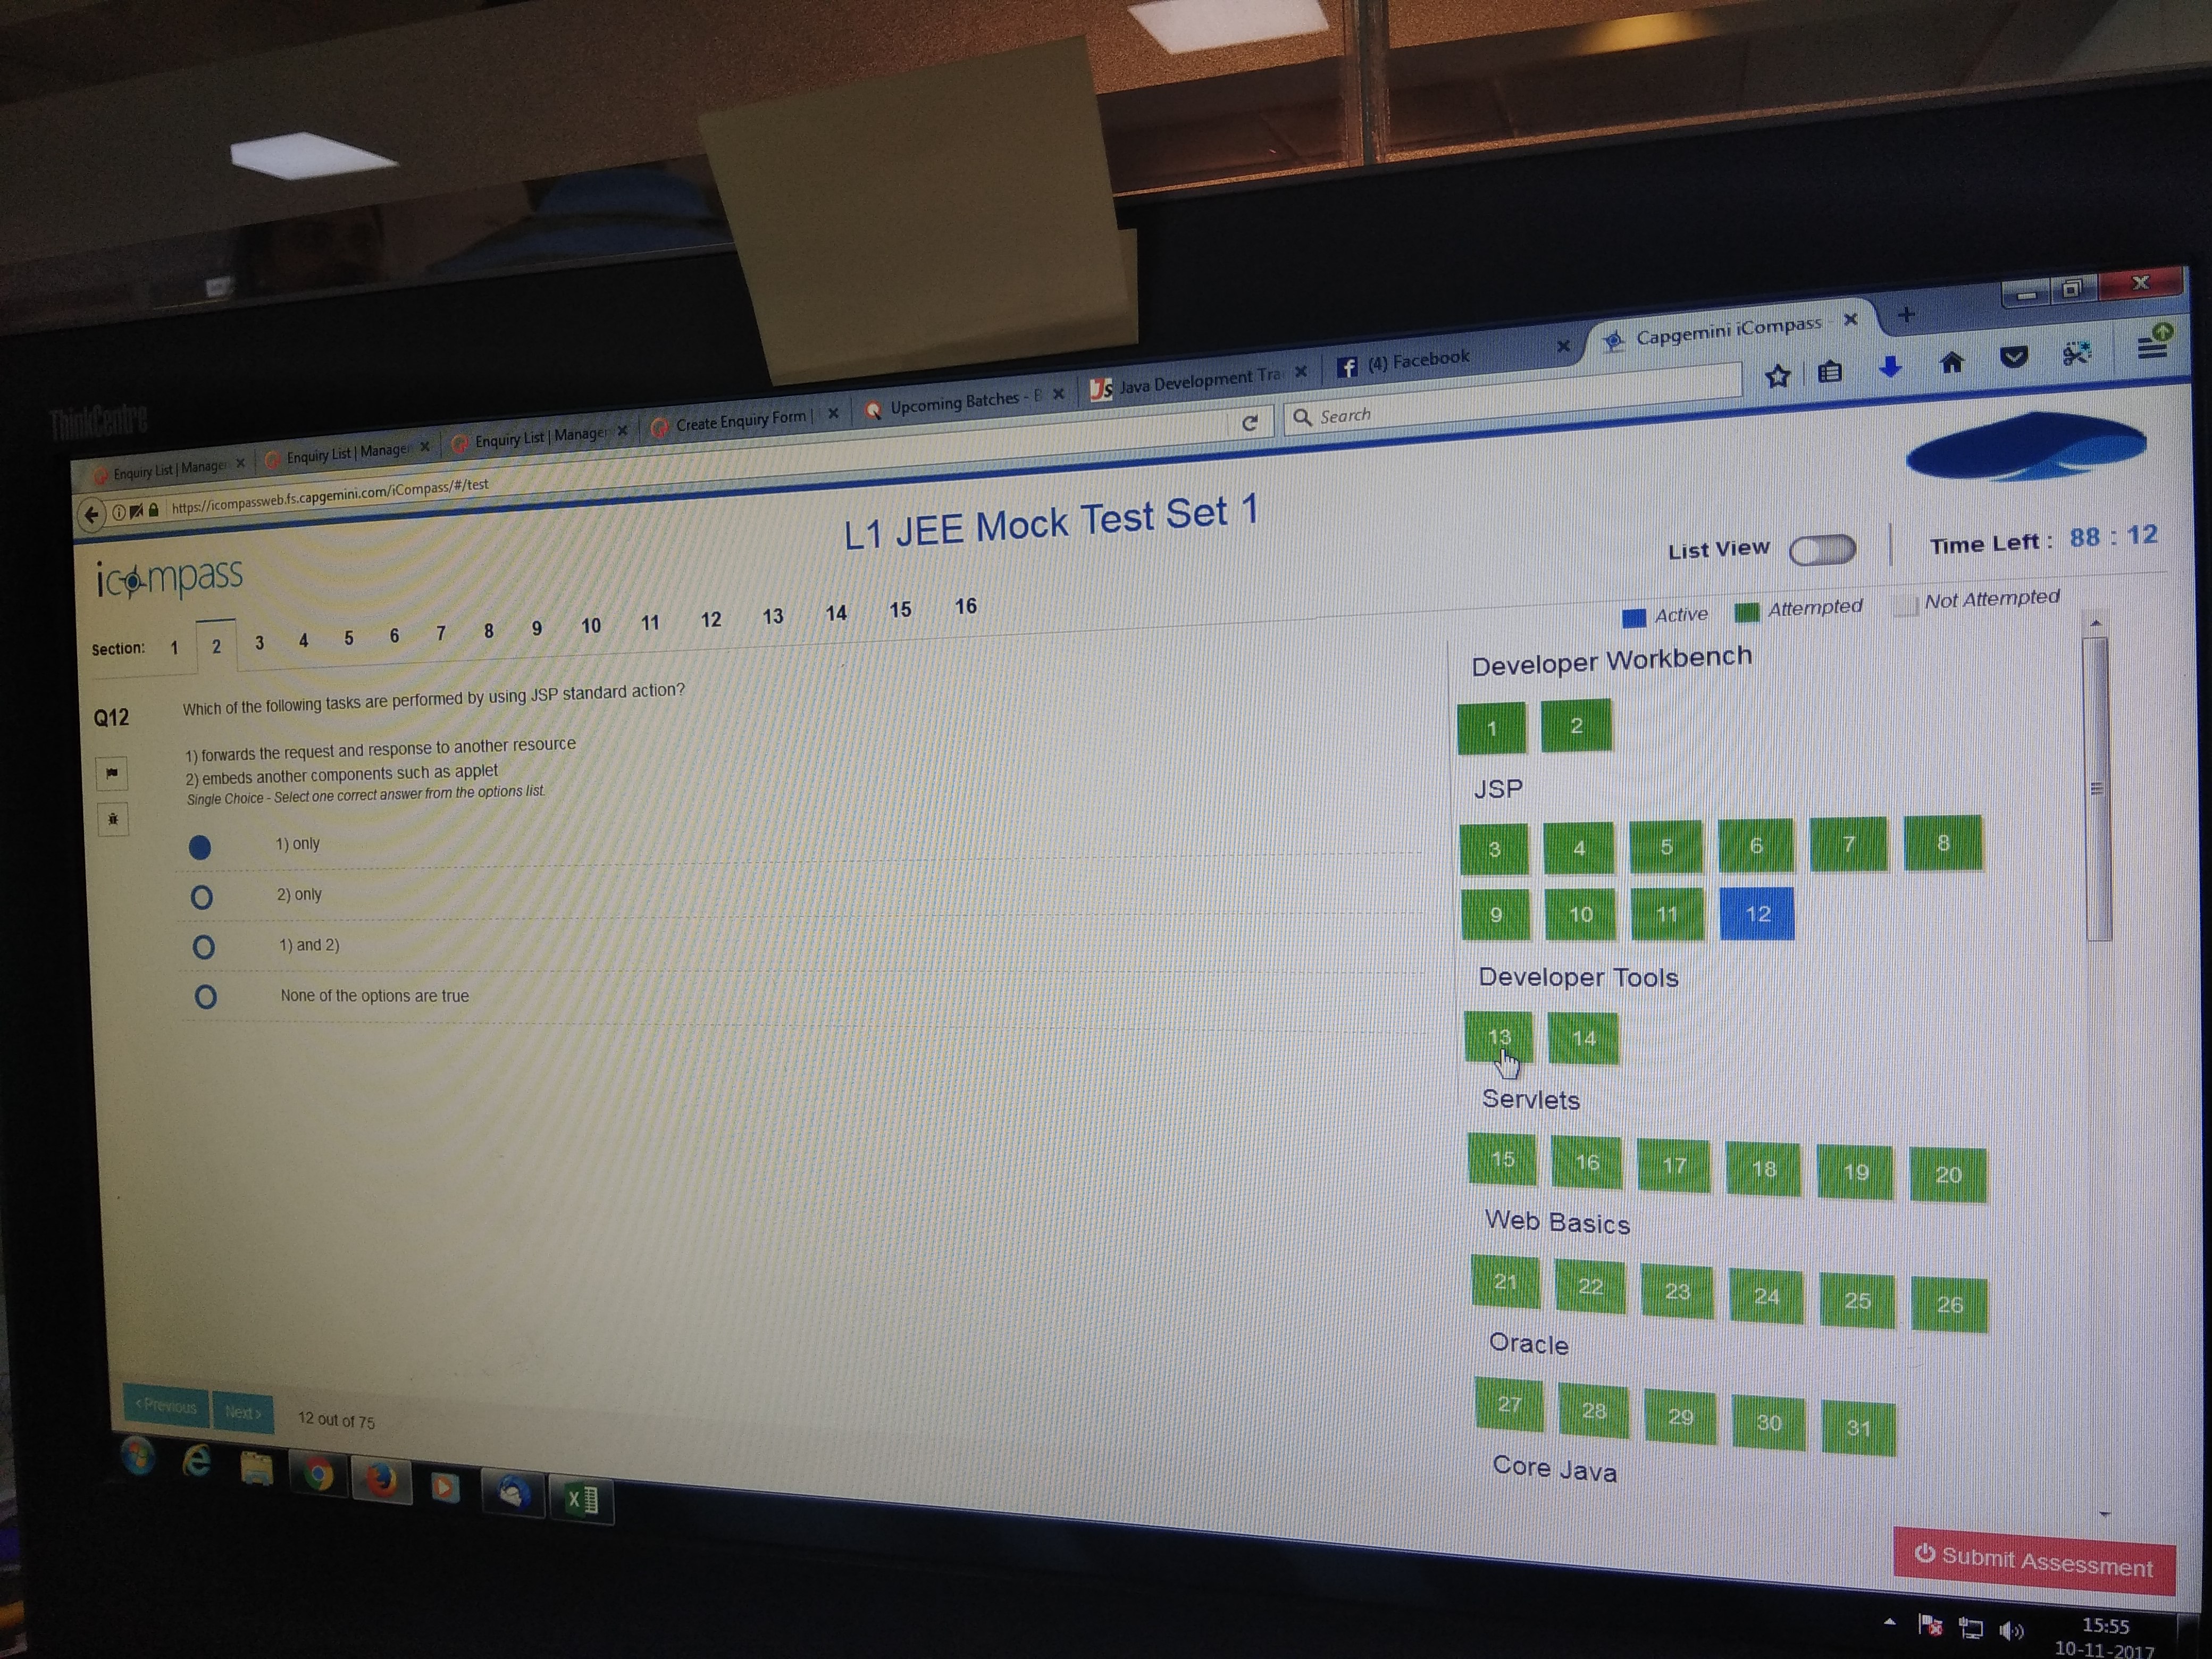 ThinkCentre
Enquiry List | Manage
Enquiry List | Manager
Enquiry List | Manager
Create Enquiry Form |
Upcoming Batches - B
Java Development Tra
(4) Facebook
Capgemini iCompass
https://icompassweb.fs.capgemini.com/iCompass/#/test
Search
icompass
L1 JEE Mock Test Set 1
List View
Time Left : 88 : 12
Section: 1 2 3 4 5 6 7 8 9 10 11 12 13 14 15 16
Active Attempted Not Attempted
Q12
Which of the following tasks are performed by using JSP standard action?
1) forwards the request and response to another resource
2) embeds another components such as applet
Single Choice - Select one correct answer from the options list.
1) only
2) only
1) and 2)
None of the options are true
Developer Workbench
1 2
JSP
3 4 5 6 7 8
9 10 11 12
Developer Tools
13 14
Servlets
15 16 17 18 19 20
Web Basics
21 22 23 24 25 26
Oracle
27 28 29 30 31
Core Java
< Previous Next > 12 out of 75
Submit Assessment
15:55
10-11-2017